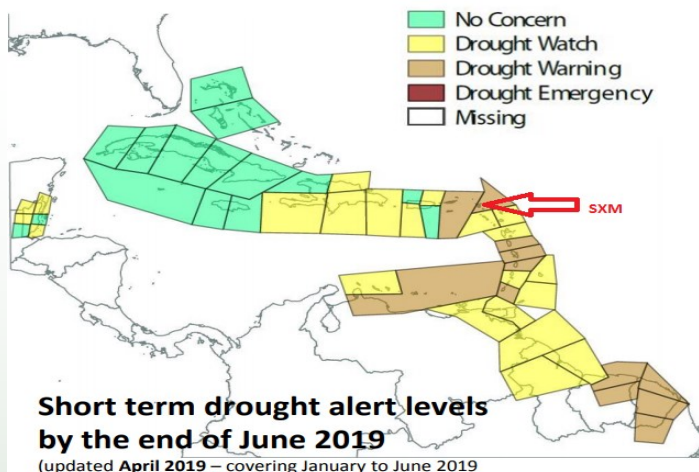 No Concern
Drought Watch
Drought Warning
Drought Emergency
Missing
SXM
Short term drought alert levels
by the end of June 2019
(updated April 2019 – covering January to June 2019